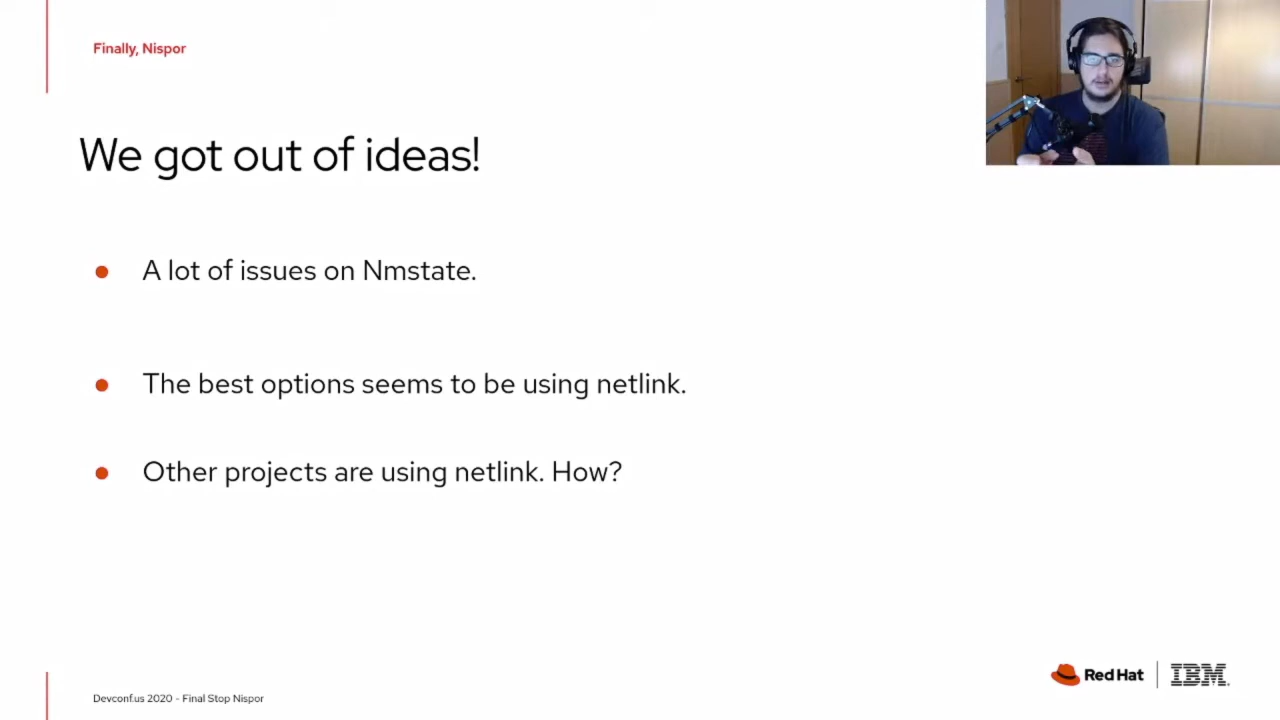 Finally, Nispor
We got out of ideas!
A lot of issues on Nmstate.
The best options seems to be using netlink.
Other projects are using netlink. How?
Devconf.us 2020 - Final Stop Nispor
Red Hat
IBM